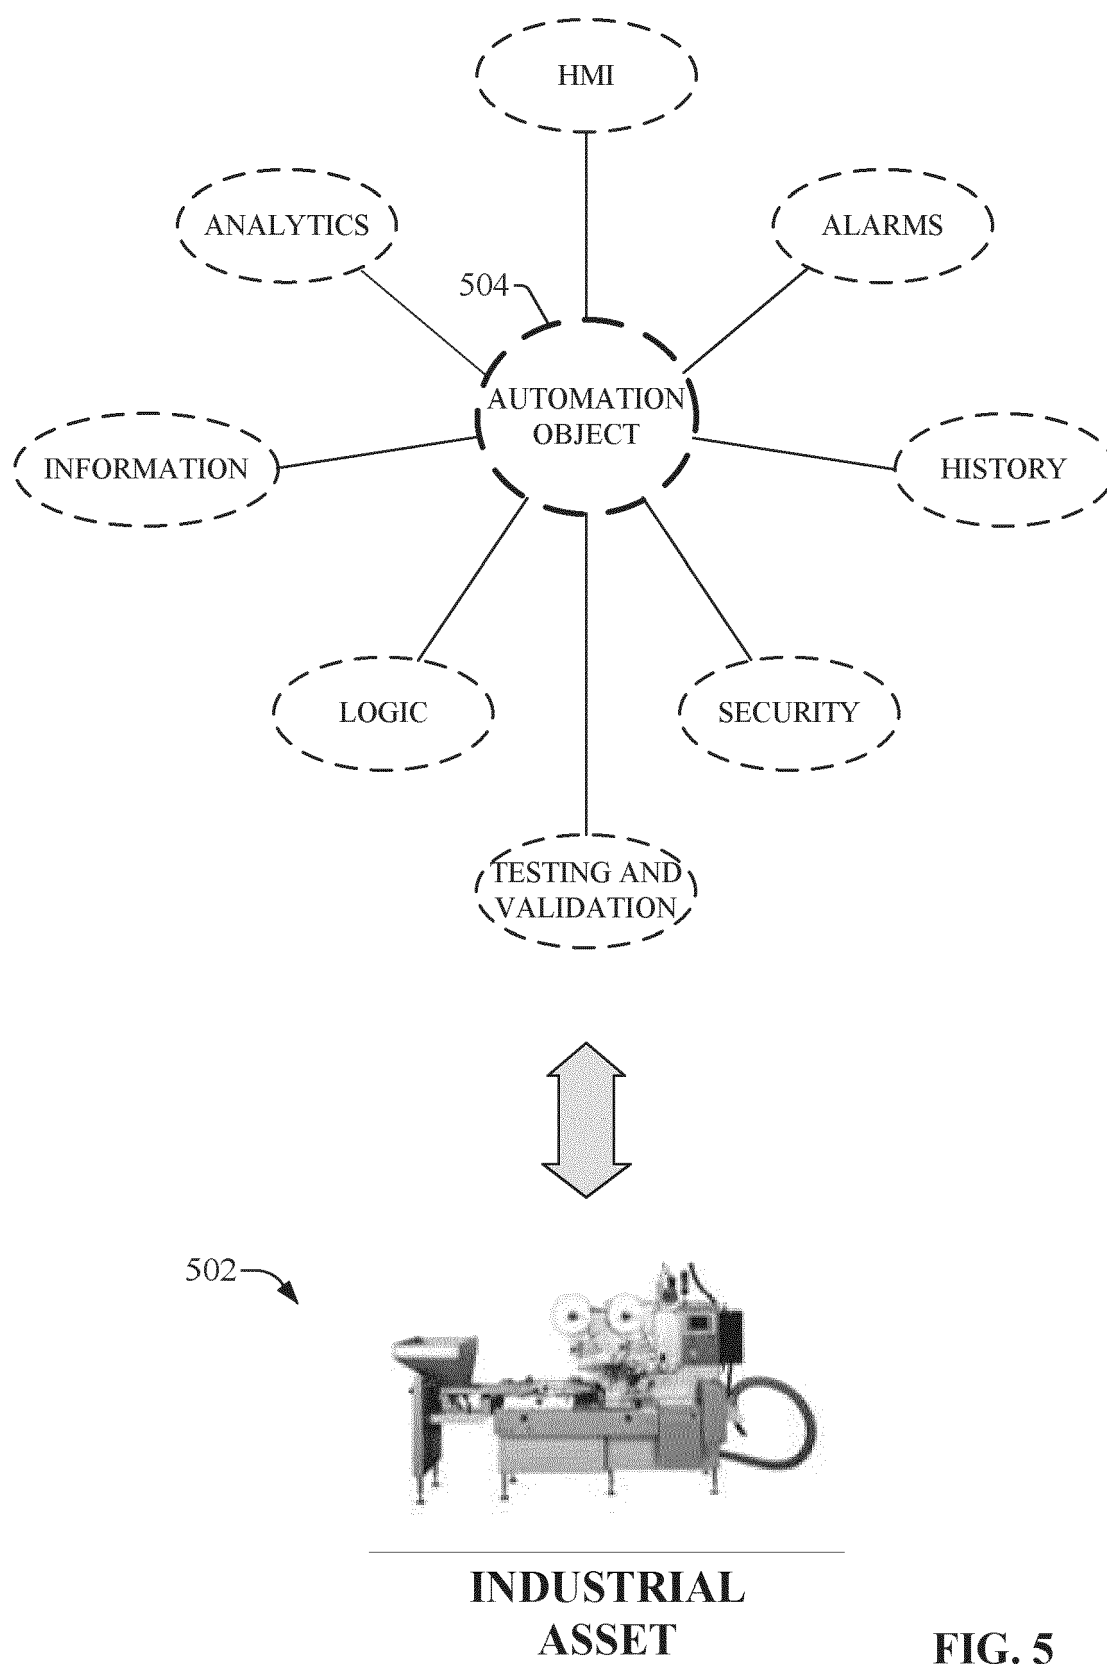 HMI
ANALYTICS
ALARMS
504
AUTOMATION
OBJECT
INFORMATION
HISTORY
LOGIC
SECURITY
TESTING AND
VALIDATION
502
INDUSTRIAL
ASSET
FIG. 5